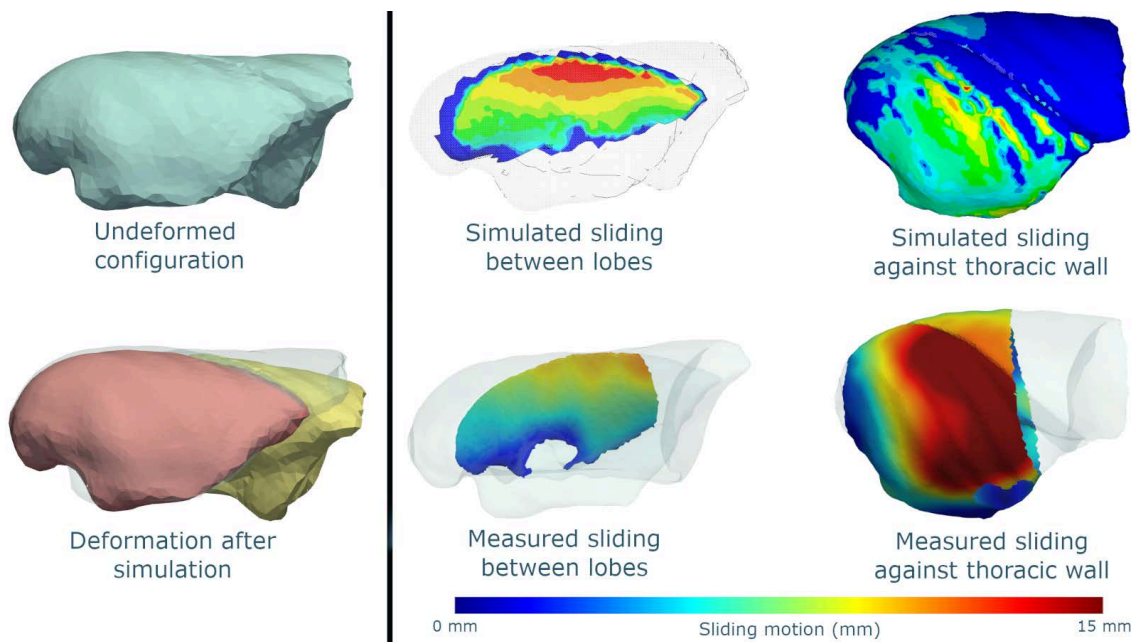 Undeformed
configuration
Simulated sliding
between lobes
Simulated sliding
against thoracic wall
Deformation after
simulation
Measured sliding
between lobes
Measured sliding
against thoracic wall
0 mm
Sliding motion (mm)
15 mm